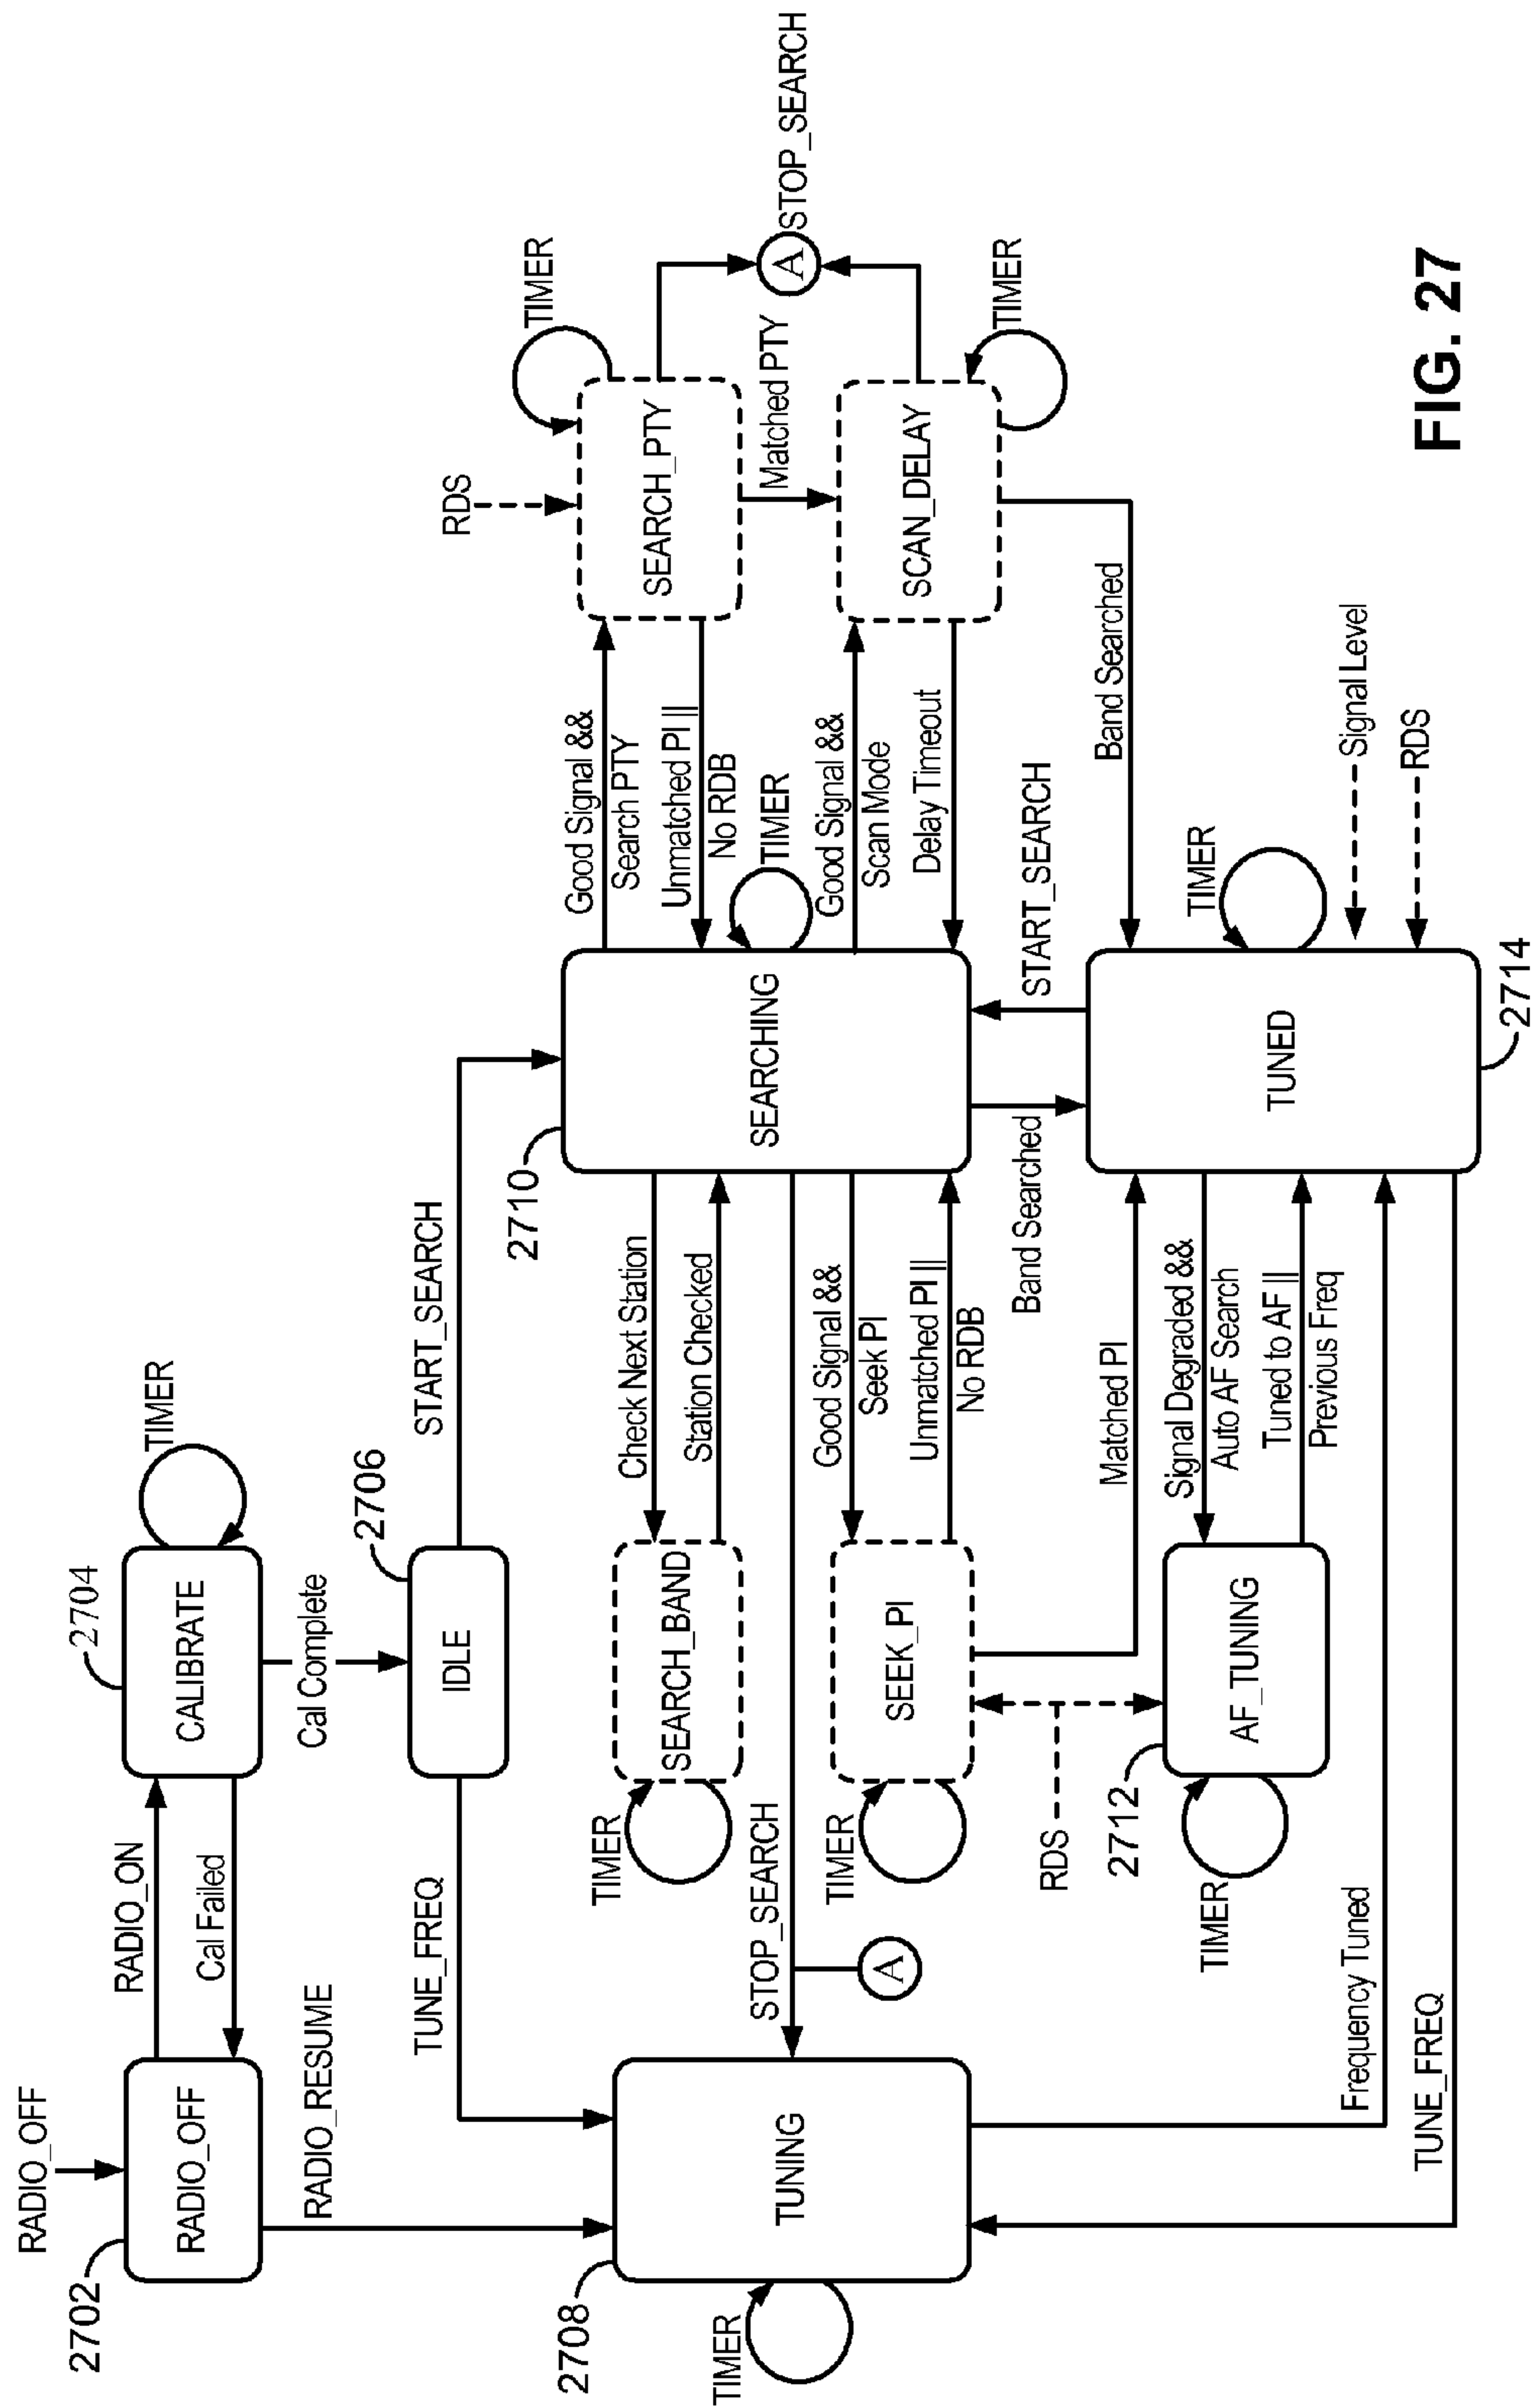 RADIO_OFF
2702
RADIO_OFF
RADIO_ON
Cal Failed
2704
CALIBRATE
TIMER
RADIO_RESUME
Cal Complete
2706
IDLE
TUNE_FREQ
START_SEARCH
2708
TUNING
TIMER
TIMER
SEARCH_BAND
Check Next Station
Station Checked
2710
SEARCHING
TIMER
Good Signal &&
Search PTY
Unmatched PI ||
No RDB
RDS
SEARCH_PTY
TIMER
STOP_SEARCH
A
TIMER
SEEK_PI
Good Signal &&
Seek PI
Unmatched PI ||
No RDB
Good Signal &&
Scan Mode
Delay Timeout
Matched PTY
A
STOP_SEARCH
SCAN_DELAY
TIMER
RDS
Band Searched
START_SEARCH
Band Searched
2712
AF_TUNING
TIMER
Matched PI
Signal Degraded &&
Auto AF Search
Tuned to AF ||
Previous Freq
TUNED
TIMER
Signal Level
RDS
2714
Frequency Tuned
TUNE_FREQ
FIG. 27